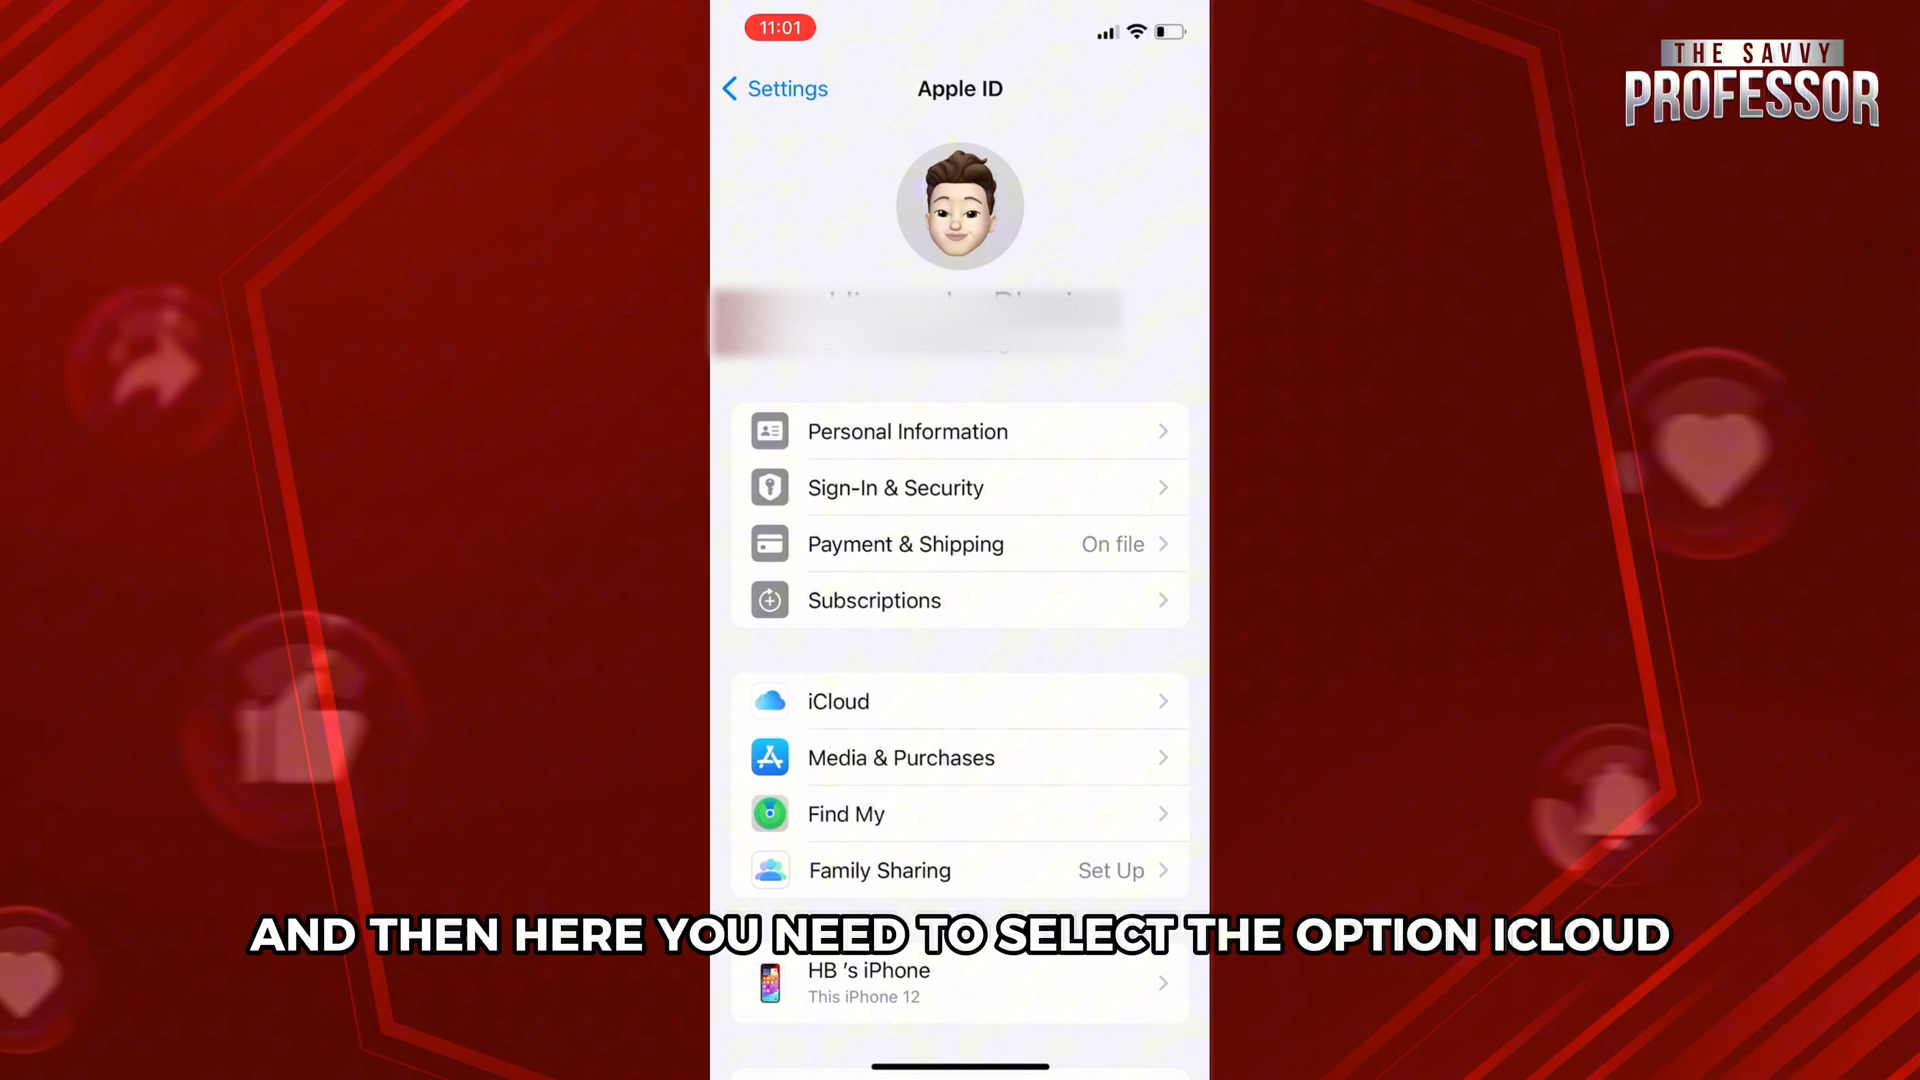 11:01
THE SAVVY
PROFESSOR
Settings
Apple ID
Personal Information
Sign-In & Security
Payment & Shipping On file
Subscriptions
iCloud
Media & Purchases
Find My
Family Sharing Set Up
AND THEN HERE YOU NEED TO SELECT THE OPTION ICLOUD
HB 's iPhone
This iPhone 12